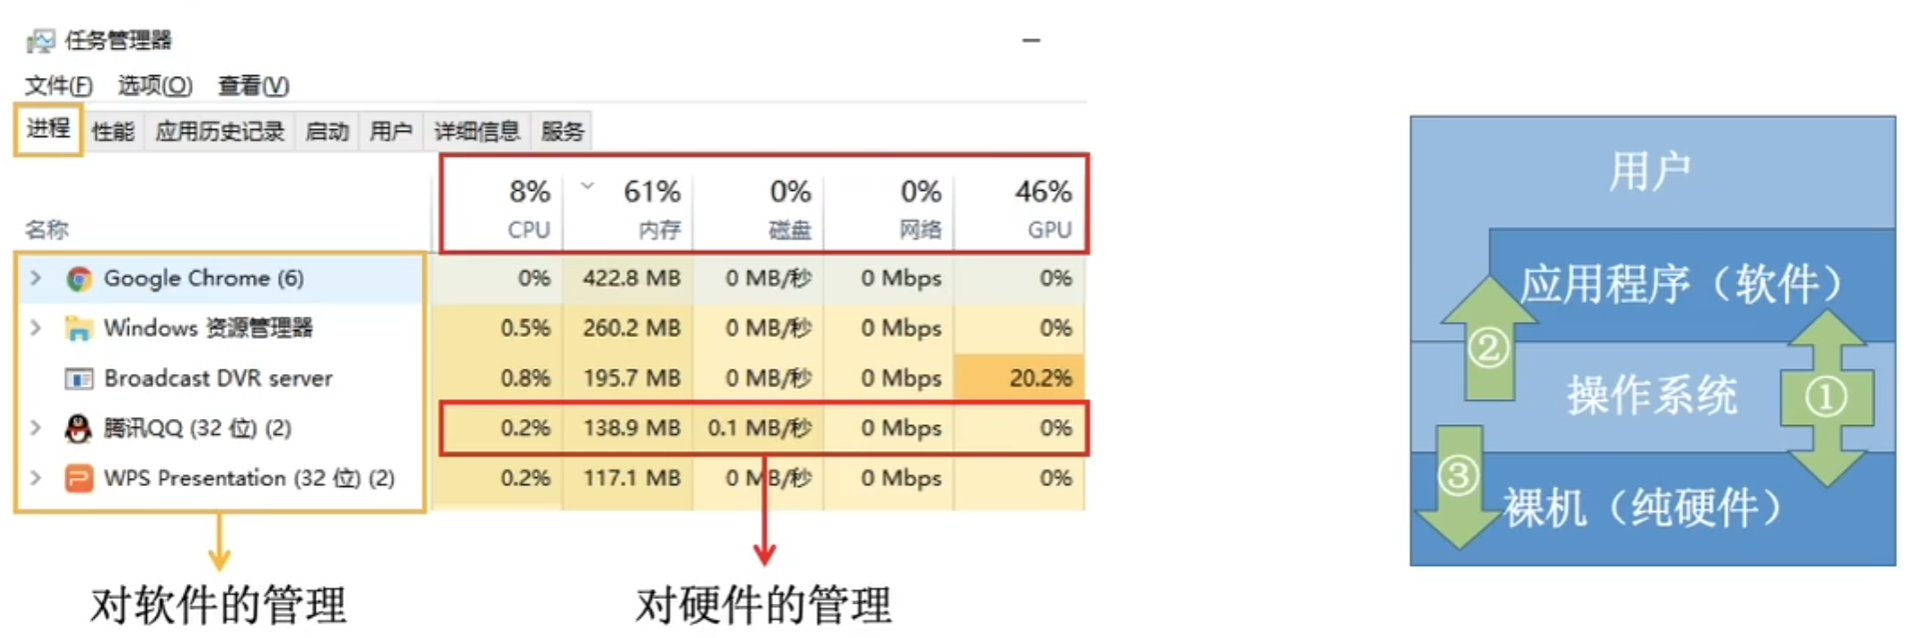 任务管理器
文件(F) 选项(O) 查看(V)
进程 性能 应用历史记录 启动 用户 详细信息 服务
8% 61% 0% 0% 46%
名称 CPU 内存 磁盘 网络 GPU
Google Chrome (6) 0% 422.8 MB 0 MB/秒 0 Mbps 0%
Windows 资源管理器 0.5% 260.2 MB 0 MB/秒 0 Mbps 0%
Broadcast DVR server 0.8% 195.7 MB 0 MB/秒 0 Mbps 20.2%
腾讯QQ (32 位) (2) 0.2% 138.9 MB 0.1 MB/秒 0 Mbps 0%
WPS Presentation (32 位) (2) 0.2% 117.1 MB 0 MB/秒 0 Mbps 0%
对软件的管理
对硬件的管理
用户
应用程序（软件）
②
操作系统
①
③
裸机（纯硬件）